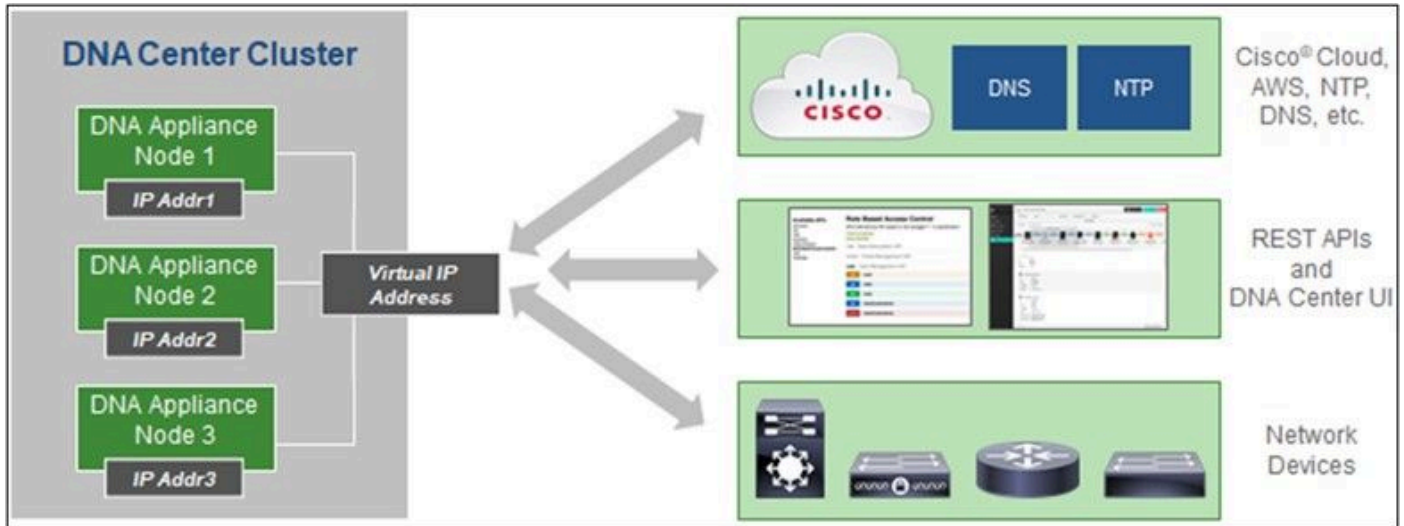 DNA Center Cluster
DNA Appliance
Node 1
IP Addr1
DNA Appliance
Node 2
IP Addr2
DNA Appliance
Node 3
IP Addr3
Virtual IP
Address
CISCO
DNS
NTP
Cisco® Cloud,
AWS, NTP,
DNS, etc.
Role Based Access Control
REST APIs
and
DNA Center UI
Network
Devices